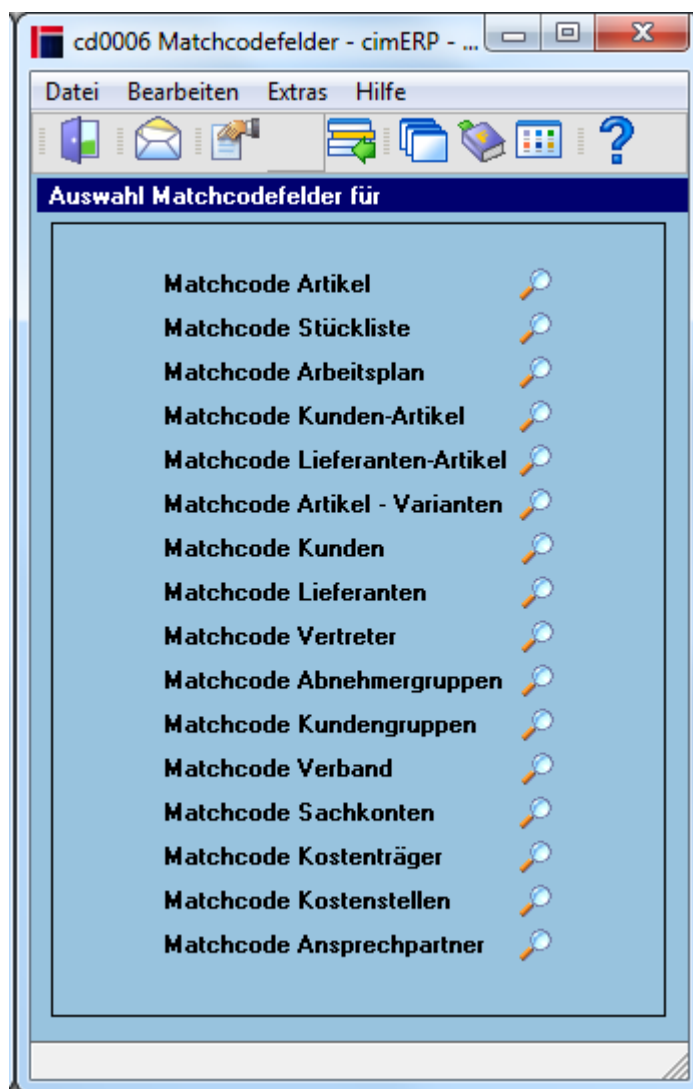 cd0006 Matchcodefelder - cimERP - ...
Datei Bearbeiten Extras Hilfe
Auswahl Matchcodefelder für
Matchcode Artikel
Matchcode Stückliste
Matchcode Arbeitsplan
Matchcode Kunden-Artikel
Matchcode Lieferanten-Artikel
Matchcode Artikel - Varianten
Matchcode Kunden
Matchcode Lieferanten
Matchcode Vertreter
Matchcode Abnehmergruppen
Matchcode Kundengruppen
Matchcode Verband
Matchcode Sachkonten
Matchcode Kostenträger
Matchcode Kostenstellen
Matchcode Ansprechpartner